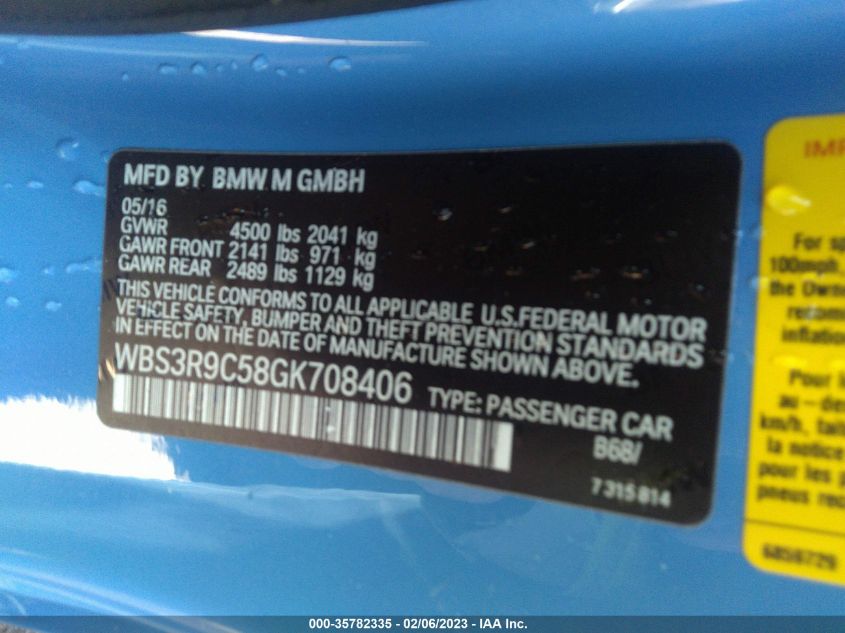 MFD BY BMW M GMBH
05/16
GVWR 4500 lbs 2041 kg
GAWR FRONT 2141 lbs 971 kg
GAWR REAR 2489 lbs 1129 kg
THIS VEHICLE CONFORMS TO ALL APPLICABLE U.S.FEDERAL MOTOR
VEHICLE SAFETY, BUMPER AND THEFT PREVENTION STANDARDS
IN EFFECT ON THE DATE OF MANUFACTURE SHOWN ABOVE.
WBS3R9C58GK708406 TYPE: PASSENGER CAR
B68/
7315814
For
100mph,
the
Pour
km/h,
la notice
pour les
pneus
6859729
000-35782335 - 02/06/2023 - IAA Inc.